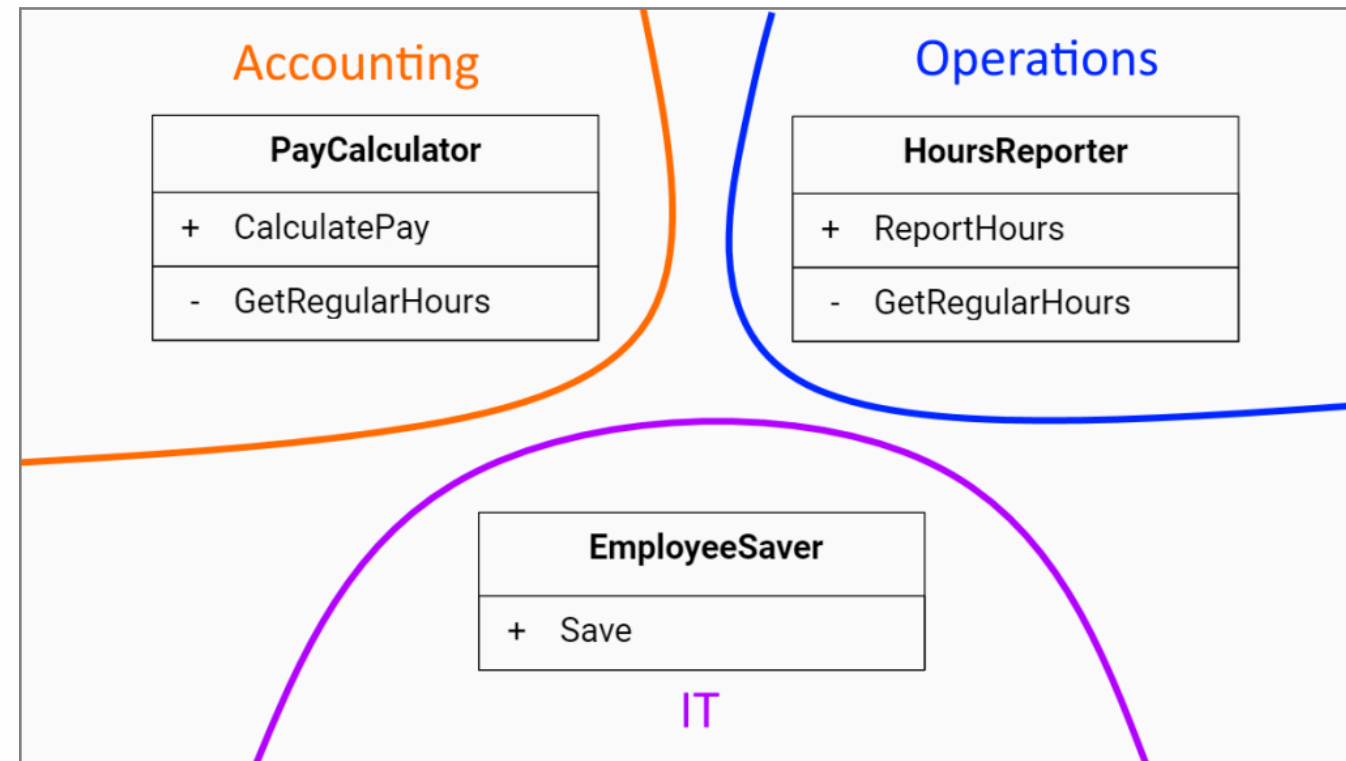 Accounting
Operations
PayCalculator
+ CalculatePay
- GetRegularHours
HoursReporter
+ ReportHours
- GetRegularHours
EmployeeSaver
+ Save
IT